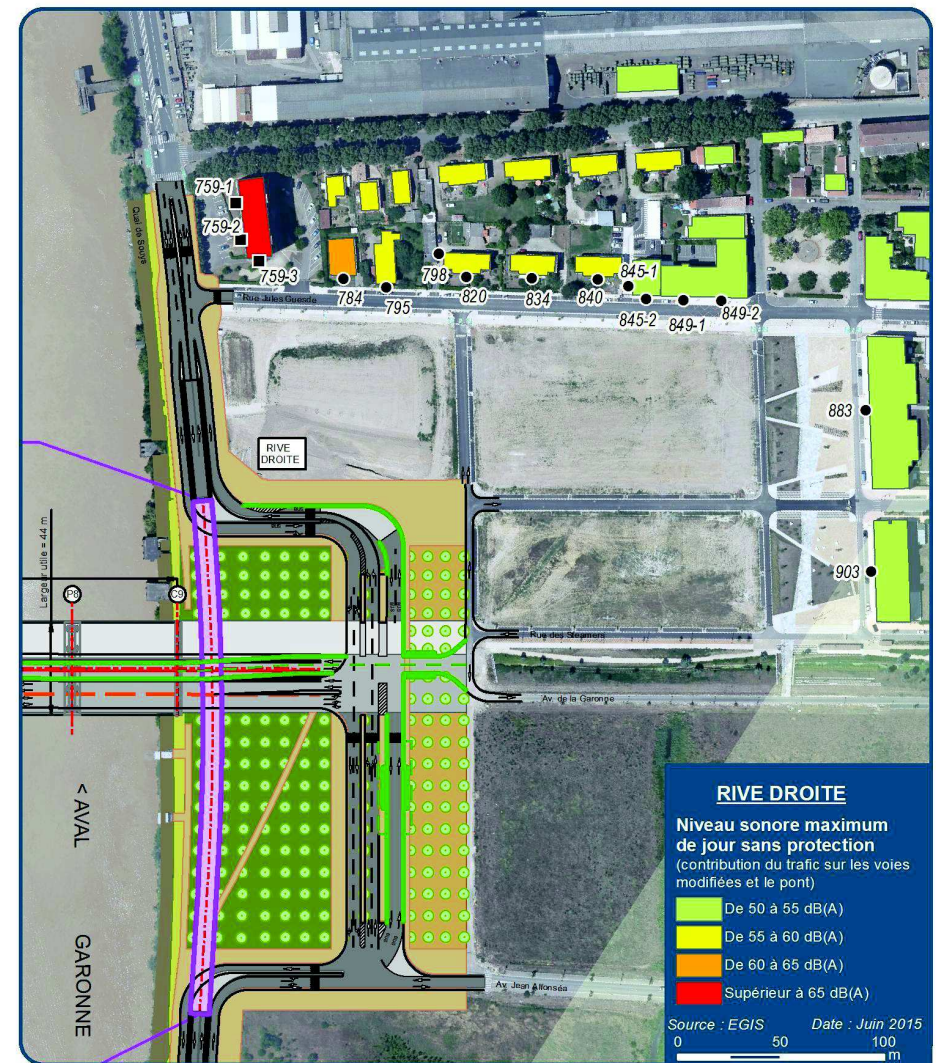 759-1
759-2
759-3
Quai de Souys
Rue Jules Guesde
784
795
798
820
834
840
845-1
845-2
849-1
849-2
883
903
RIVE
DROITE
Largeur utile = 44 m
P8
C9
Rue des Steamers
Av. de la Garonne
< AVAL
GARONNE
Av. Jean Alfonséa
RIVE DROITE
Niveau sonore maximum
de jour sans protection
(contribution du trafic sur les voies
modifiées et le pont)
De 50 à 55 dB(A)
De 55 à 60 dB(A)
De 60 à 65 dB(A)
Supérieur à 65 dB(A)
Source : EGIS Date : Juin 2015
0 50 100
m